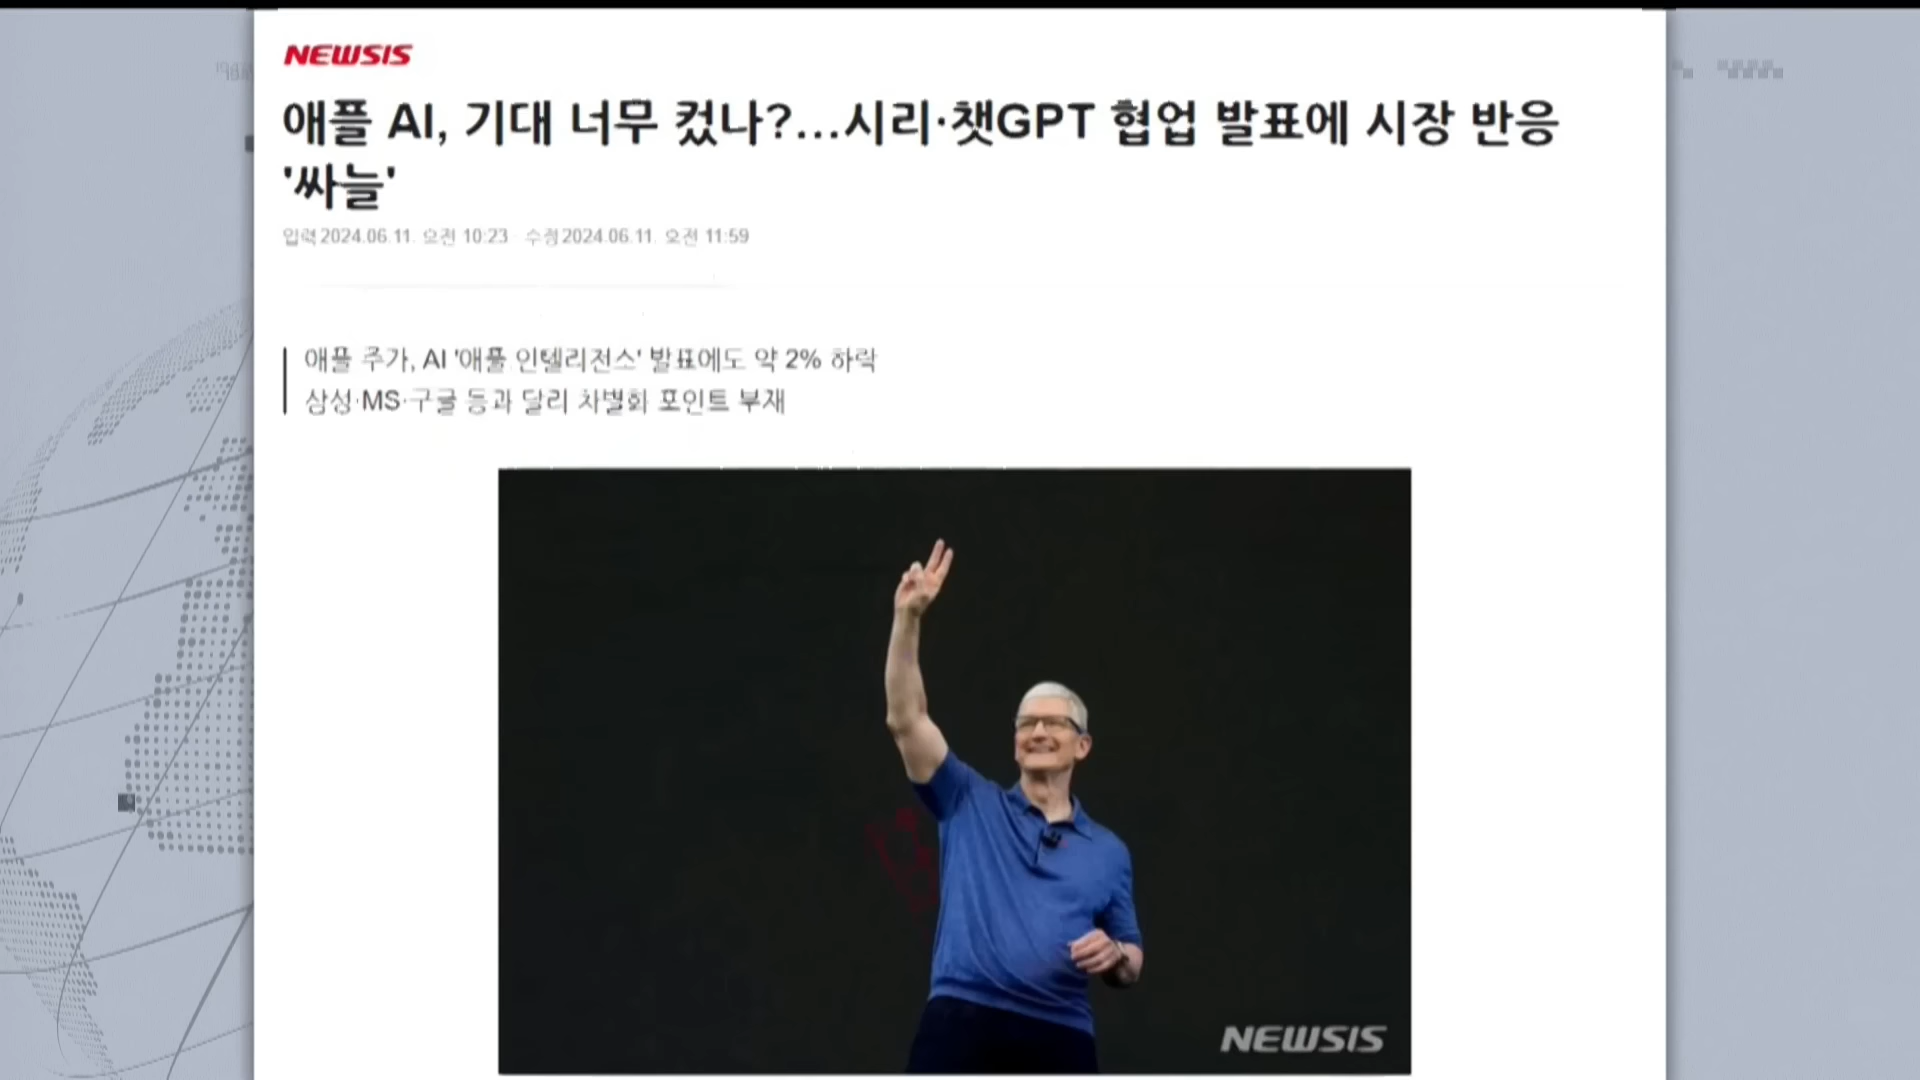 NEWSIS
애플 AI, 기대 너무 컸나?...시리·챗GPT 협업 발표에 시장 반응
'싸늘'
입력2024.06.11. 오전 10:23 수정2024.06.11. 오전 11:59
애플 주가, AI '애플 인텔리전스' 발표에도 약 2% 하락
삼성·MS·구글 등과 달리 차별화 포인트 부재
NEWSIS